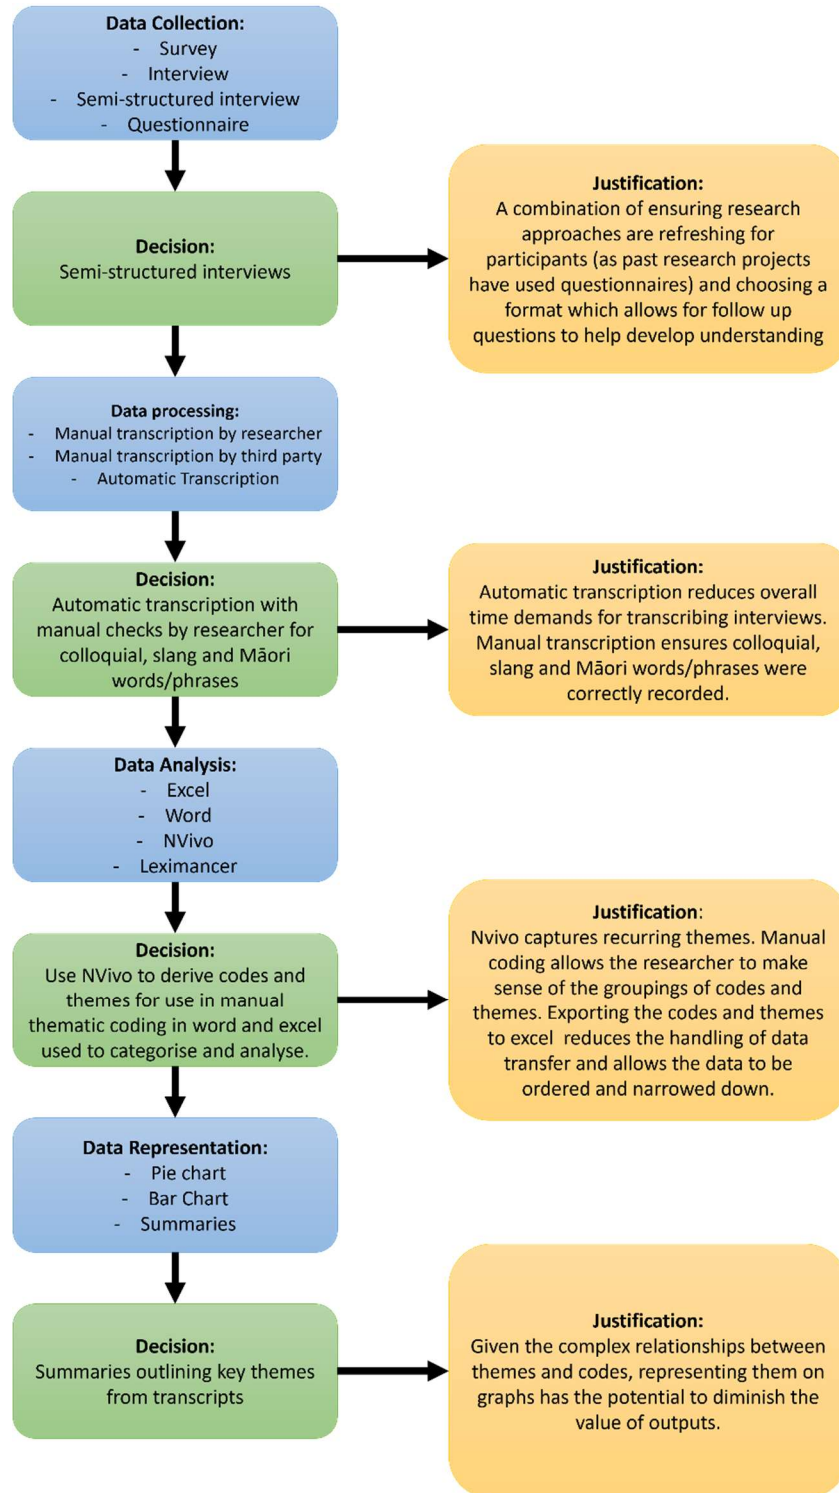 Data Collection:
- Survey
- Interview
- Semi-structured interview
- Questionnaire
Decision:
Semi-structured interviews
Justification:
A combination of ensuring research
approaches are refreshing for
participants (as past research projects
have used questionnaires) and choosing a
format which allows for follow up
questions to help develop understanding
Data processing:
- Manual transcription by researcher
- Manual transcription by third party
- Automatic Transcription
Decision:
Automatic transcription with
manual checks by researcher for
colloquial, slang and Māori
words/phrases
Justification:
Automatic transcription reduces overall
time demands for transcribing interviews.
Manual transcription ensures colloquial,
slang and Māori words/phrases were
correctly recorded.
Data Analysis:
- Excel
- Word
- NVivo
- Leximancer
Decision:
Use NVivo to derive codes and
themes for use in manual
thematic coding in word and excel
used to categorise and analyse.
Justification:
Nvivo captures recurring themes. Manual
coding allows the researcher to make
sense of the groupings of codes and
themes. Exporting the codes and themes
to excel reduces the handling of data
transfer and allows the data to be
ordered and narrowed down.
Data Representation:
- Pie chart
- Bar Chart
- Summaries
Decision:
Summaries outlining key themes
from transcripts
Justification:
Given the complex relationships between
themes and codes, representing them on
graphs has the potential to diminish the
value of outputs.